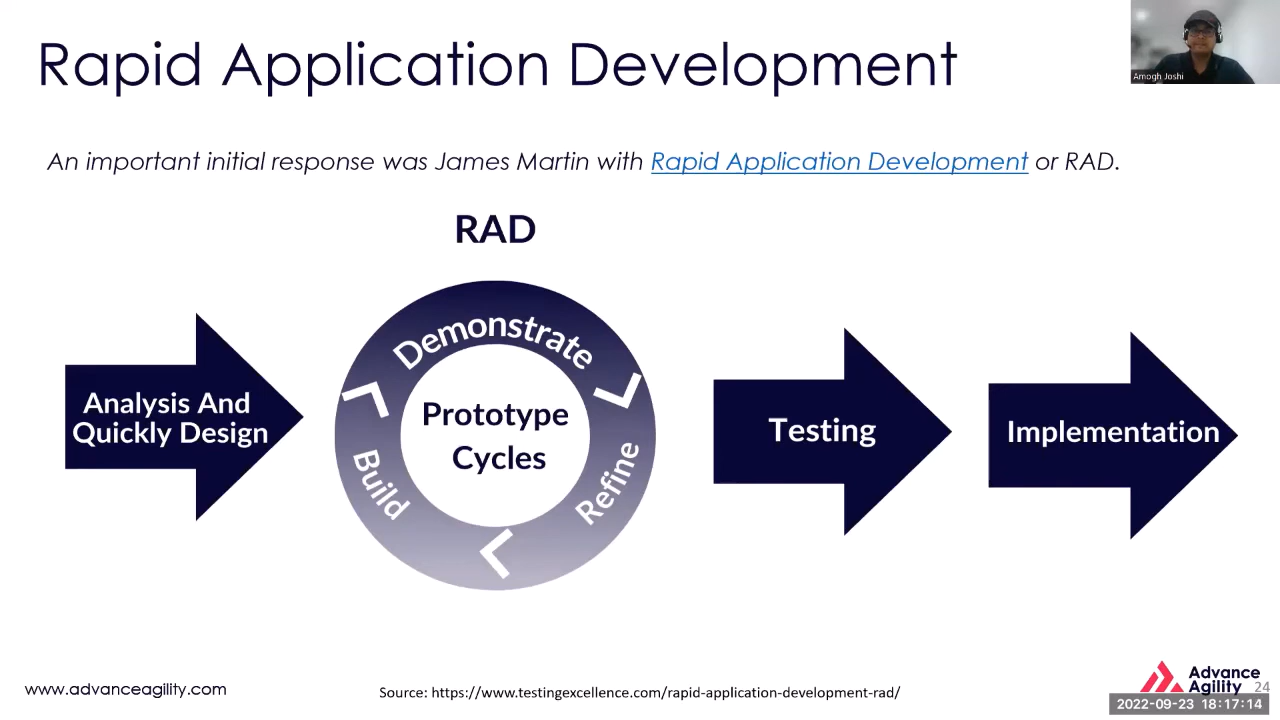 Rapid Application Development
Amogh Joshi
An important initial response was James Martin with Rapid Application Development or RAD.
RAD
Analysis And
Quickly Design
Demonstrate
Refine
Build
Prototype
Cycles
Testing
Implementation
www.advanceagility.com
Source: https://www.testingexcellence.com/rapid-application-development-rad/
Advance
Agility
24
2022-09-23 18:17:14